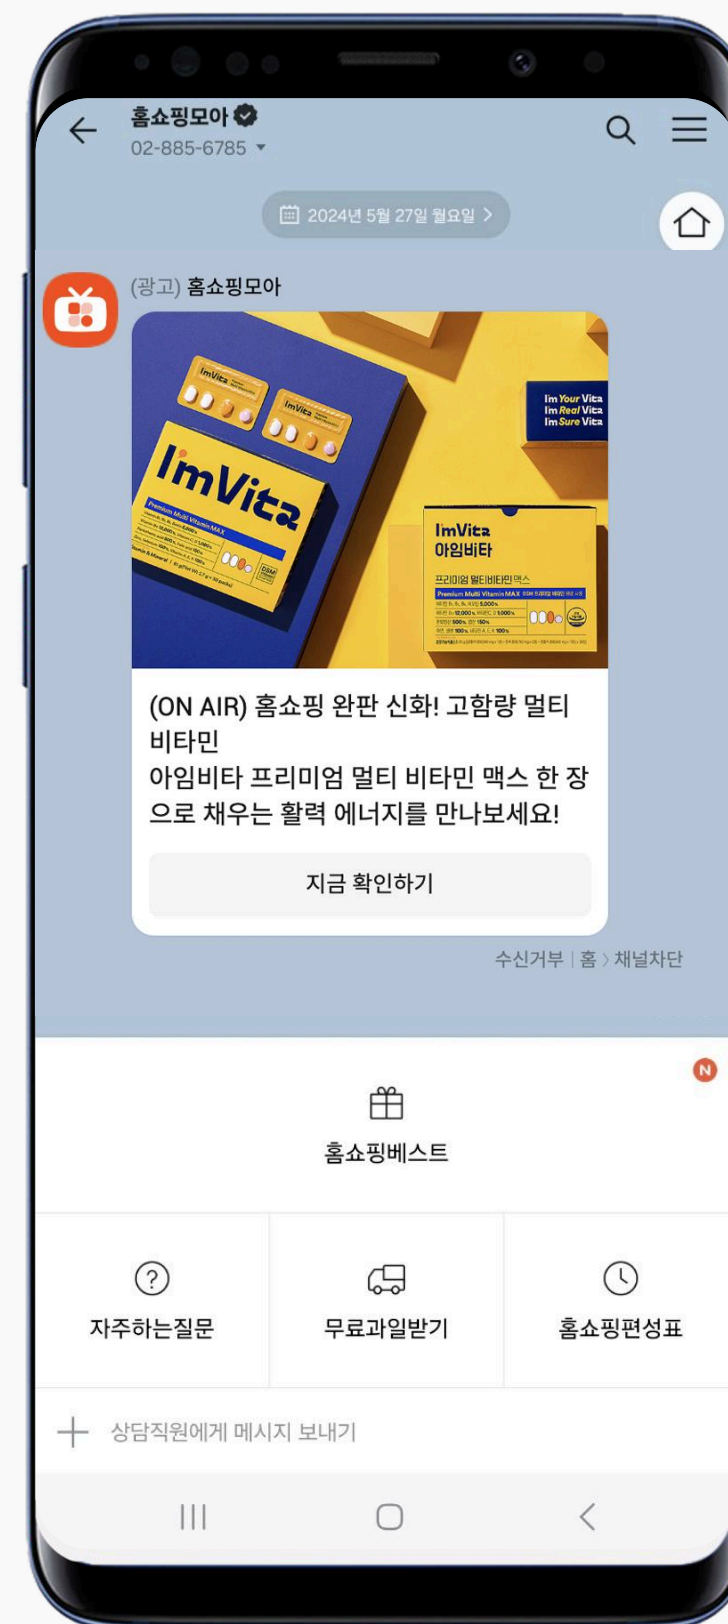 홈쇼핑모아
02-885-6785
2024년 5월 27일 월요일 >
(광고) 홈쇼핑모아
ImVita
ImVita
I'm Your Vita
I'm Real Vita
I'm Sure Vita
I'mVita
Premium Multi Vitamin MAX
ImVita
아임비타
프리미엄 멀티비타민 맥스
Premium Multi Vitamin MAX
(ON AIR) 홈쇼핑 완판 신화! 고함량 멀티
비타민
아임비타 프리미엄 멀티 비타민 맥스 한 장
으로 채우는 활력 에너지를 만나보세요!
지금 확인하기
수신거부 | 홈 > 채널차단
N
홈쇼핑베스트
자주하는질문
무료과일받기
홈쇼핑편성표
상담직원에게 메시지 보내기